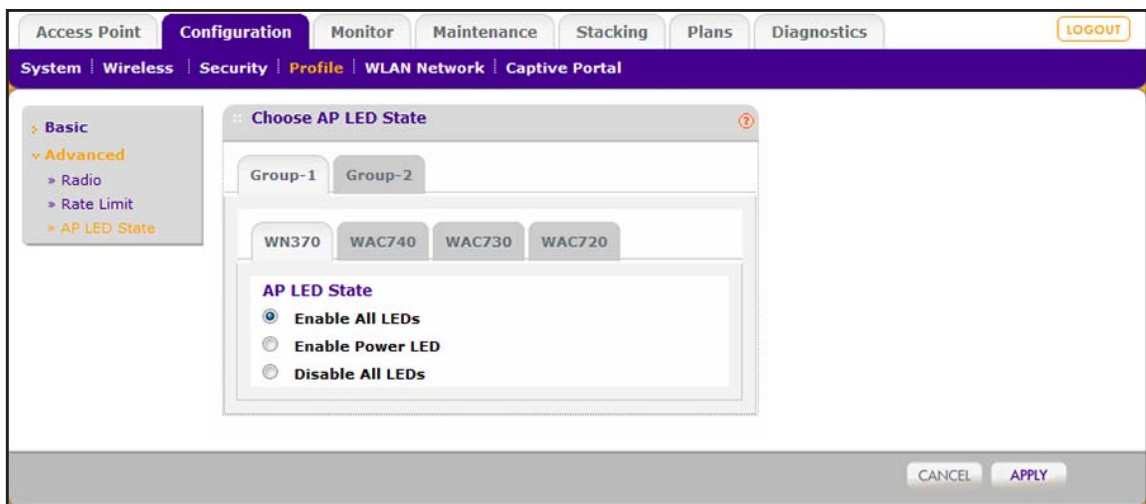 Access Point Configuration Monitor Maintenance Stacking Plans Diagnostics LOGOUT
System Wireless Security Profile WLAN Network Captive Portal
Choose AP LED State ?
Basic
Advanced
» Radio
» Rate Limit
» AP LED State
Group-1 Group-2
WN370 WAC740 WAC730 WAC720
AP LED State
Enable All LEDs
Enable Power LED
Disable All LEDs
CANCEL APPLY